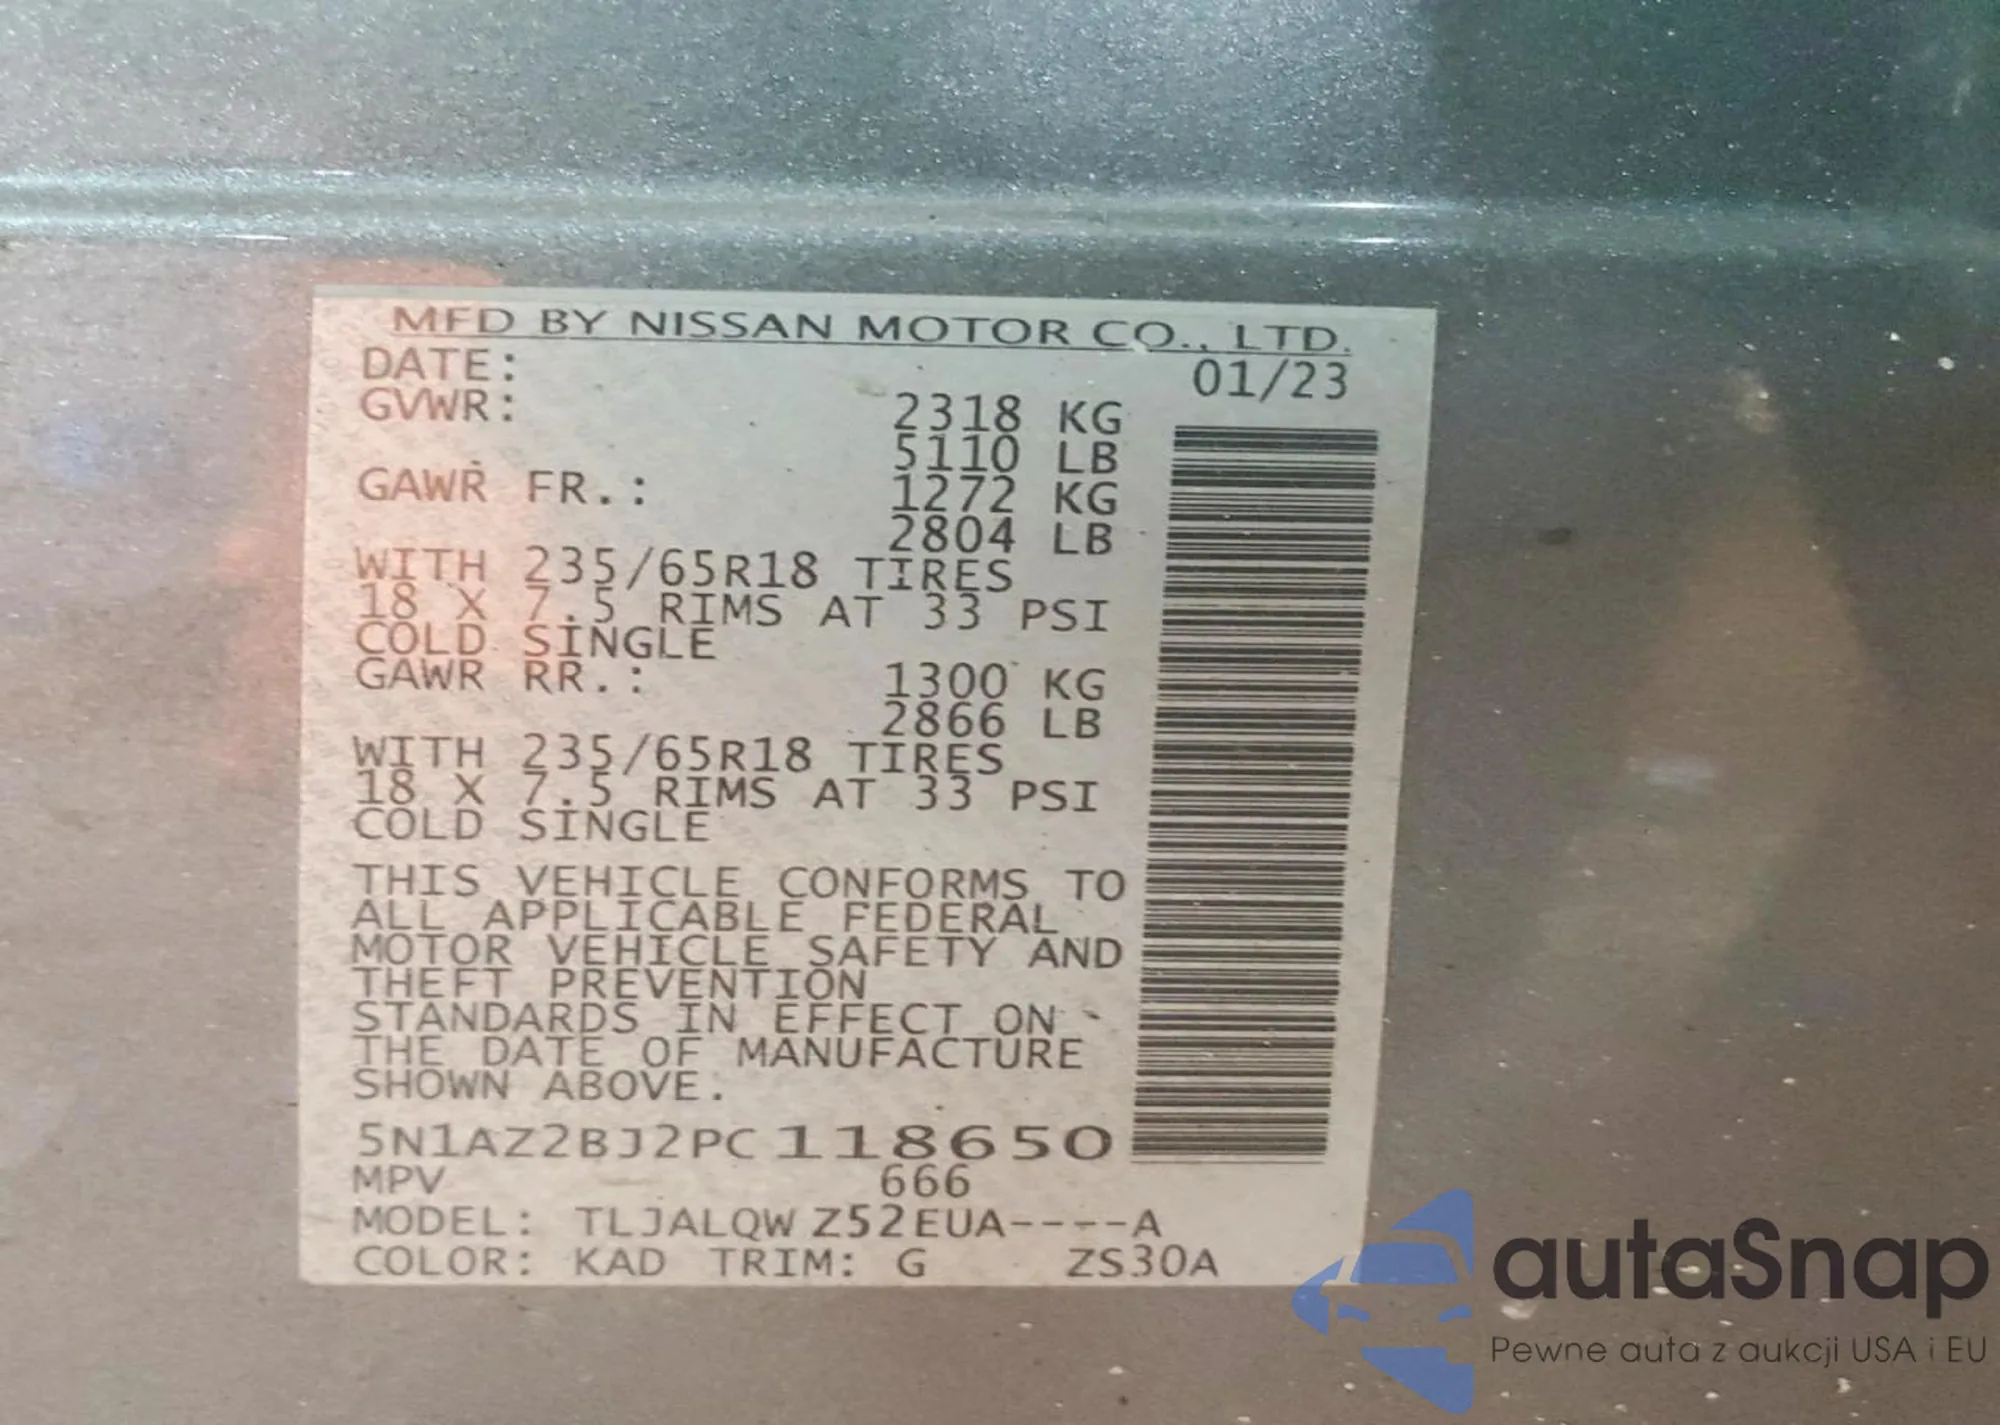 MFD BY NISSAN MOTOR CO., LTD.
DATE: 01/23
GVWR: 2318 KG
5110 LB
GAWR FR.: 1272 KG
2804 LB
WITH 235/65R18 TIRES
18 X 7.5 RIMS AT 33 PSI
COLD SINGLE
GAWR RR.: 1300 KG
2866 LB
WITH 235/65R18 TIRES
18 X 7.5 RIMS AT 33 PSI
COLD SINGLE
THIS VEHICLE CONFORMS TO
ALL APPLICABLE FEDERAL
MOTOR VEHICLE SAFETY AND
THEFT PREVENTION
STANDARDS IN EFFECT ON
THE DATE OF MANUFACTURE
SHOWN ABOVE.
5N1AZ2BJ2PC118650
MPV 666
MODEL: TLJALQWZ52EUA----A
COLOR: KAD TRIM: G ZS30A
autaSnap
Pewne auta z aukcji USA i EU